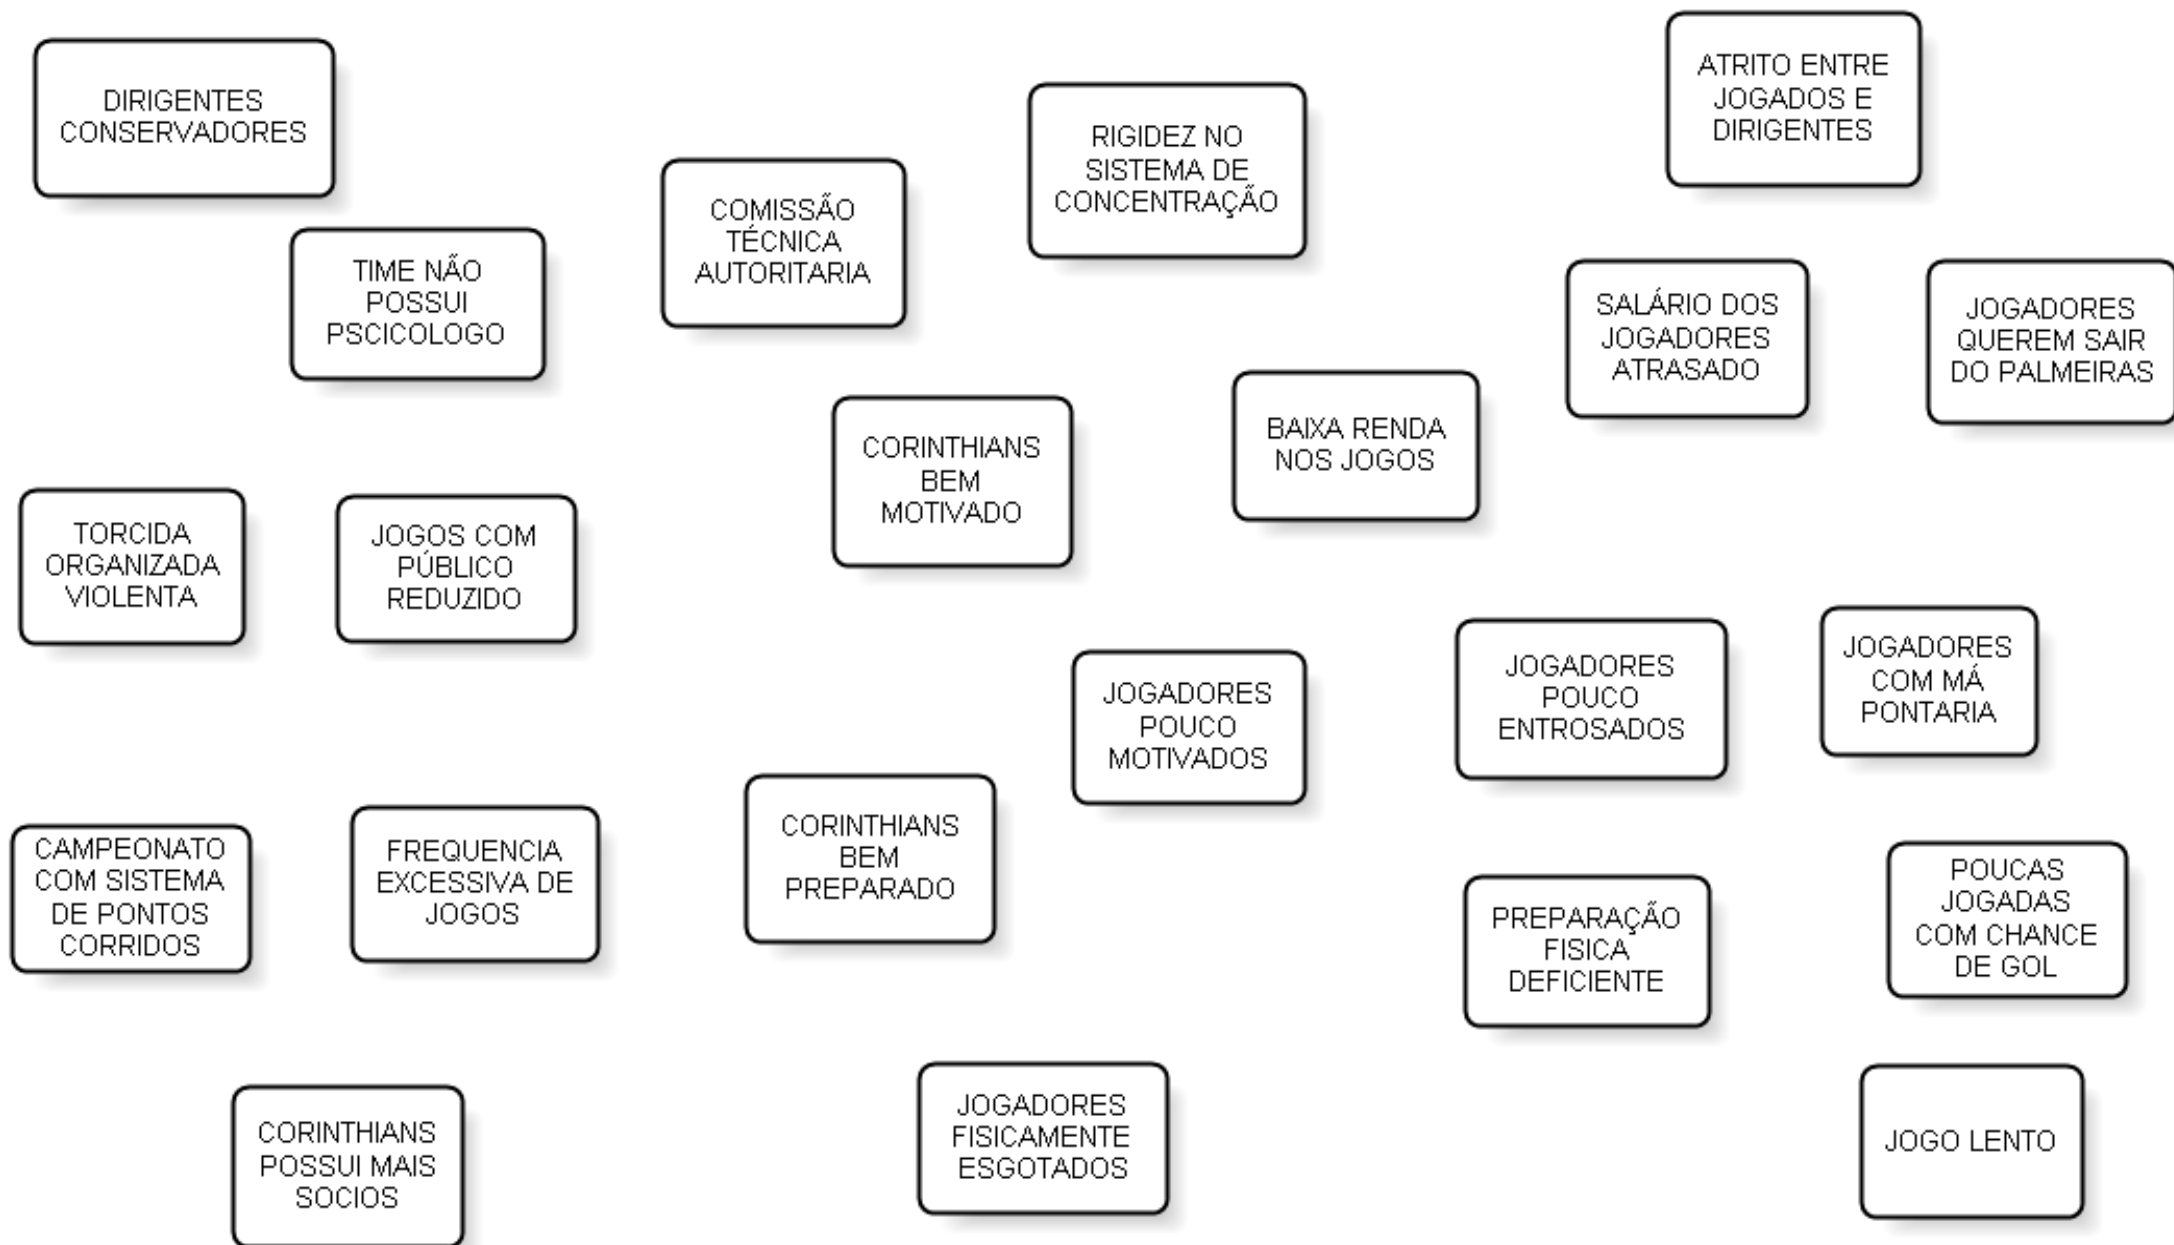 DIRIGENTES
CONSERVADORES
TIME NÃO
POSSUI
PSCICOLOGO
COMISSÃO
TÉCNICA
AUTORITARIA
RIGIDEZ NO
SISTEMA DE
CONCENTRAÇÃO
ATRITO ENTRE
JOGADOS E
DIRIGENTES
SALÁRIO DOS
JOGADORES
ATRASADO
JOGADORES
QUEREM SAIR
DO PALMEIRAS
CORINTHIANS
BEM
MOTIVADO
BAIXA RENDA
NOS JOGOS
TORCIDA
ORGANIZADA
VIOLENTA
JOGOS COM
PÚBLICO
REDUZIDO
JOGADORES
POUCO
MOTIVADOS
JOGADORES
POUCO
ENTROSADOS
JOGADORES
COM MÁ
PONTARIA
CAMPEONATO
COM SISTEMA
DE PONTOS
CORRIDOS
FREQUENCIA
EXCESSIVA DE
JOGOS
CORINTHIANS
BEM
PREPARADO
PREPARAÇÃO
FISICA
DEFICIENTE
POUCAS
JOGADAS
COM CHANCE
DE GOL
CORINTHIANS
POSSUI MAIS
SOCIOS
JOGADORES
FISICAMENTE
ESGOTADOS
JOGO LENTO